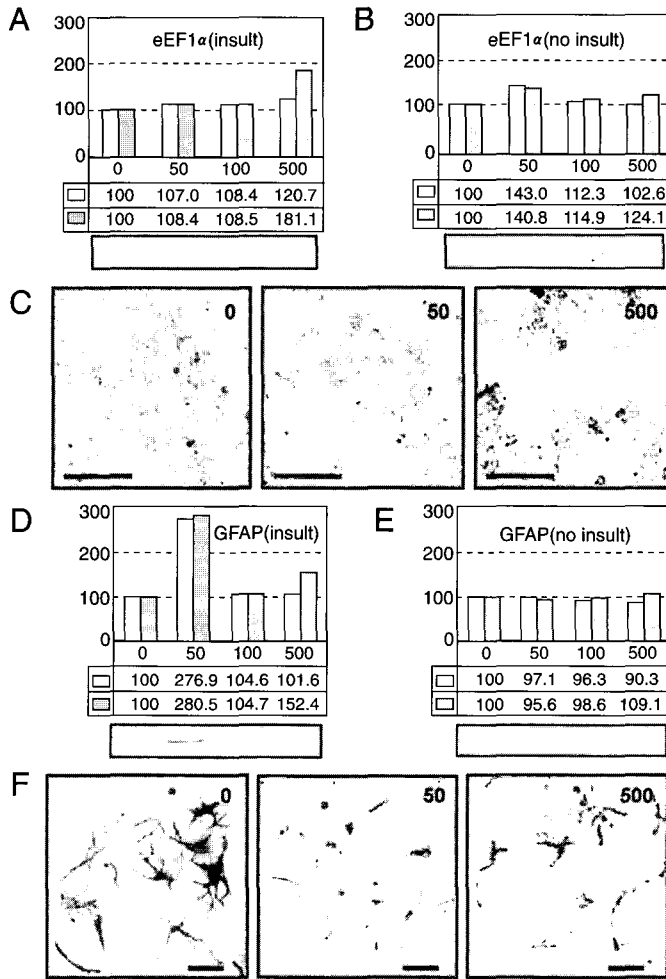 A
eEF1α(insult)
300
200
100
0
0 50 100 500
100 107.0 108.4 120.7
100 108.4 108.5 181.1
B
eEF1α(no insult)
300
200
100
0
0 50 100 500
100 143.0 112.3 102.6
100 140.8 114.9 124.1
C
0
50
500
D
GFAP(insult)
300
200
100
0
0 50 100 500
100 276.9 104.6 101.6
100 280.5 104.7 152.4
E
GFAP(no insult)
300
200
100
0
0 50 100 500
100 97.1 96.3 90.3
100 95.6 98.6 109.1
F
0
50
500